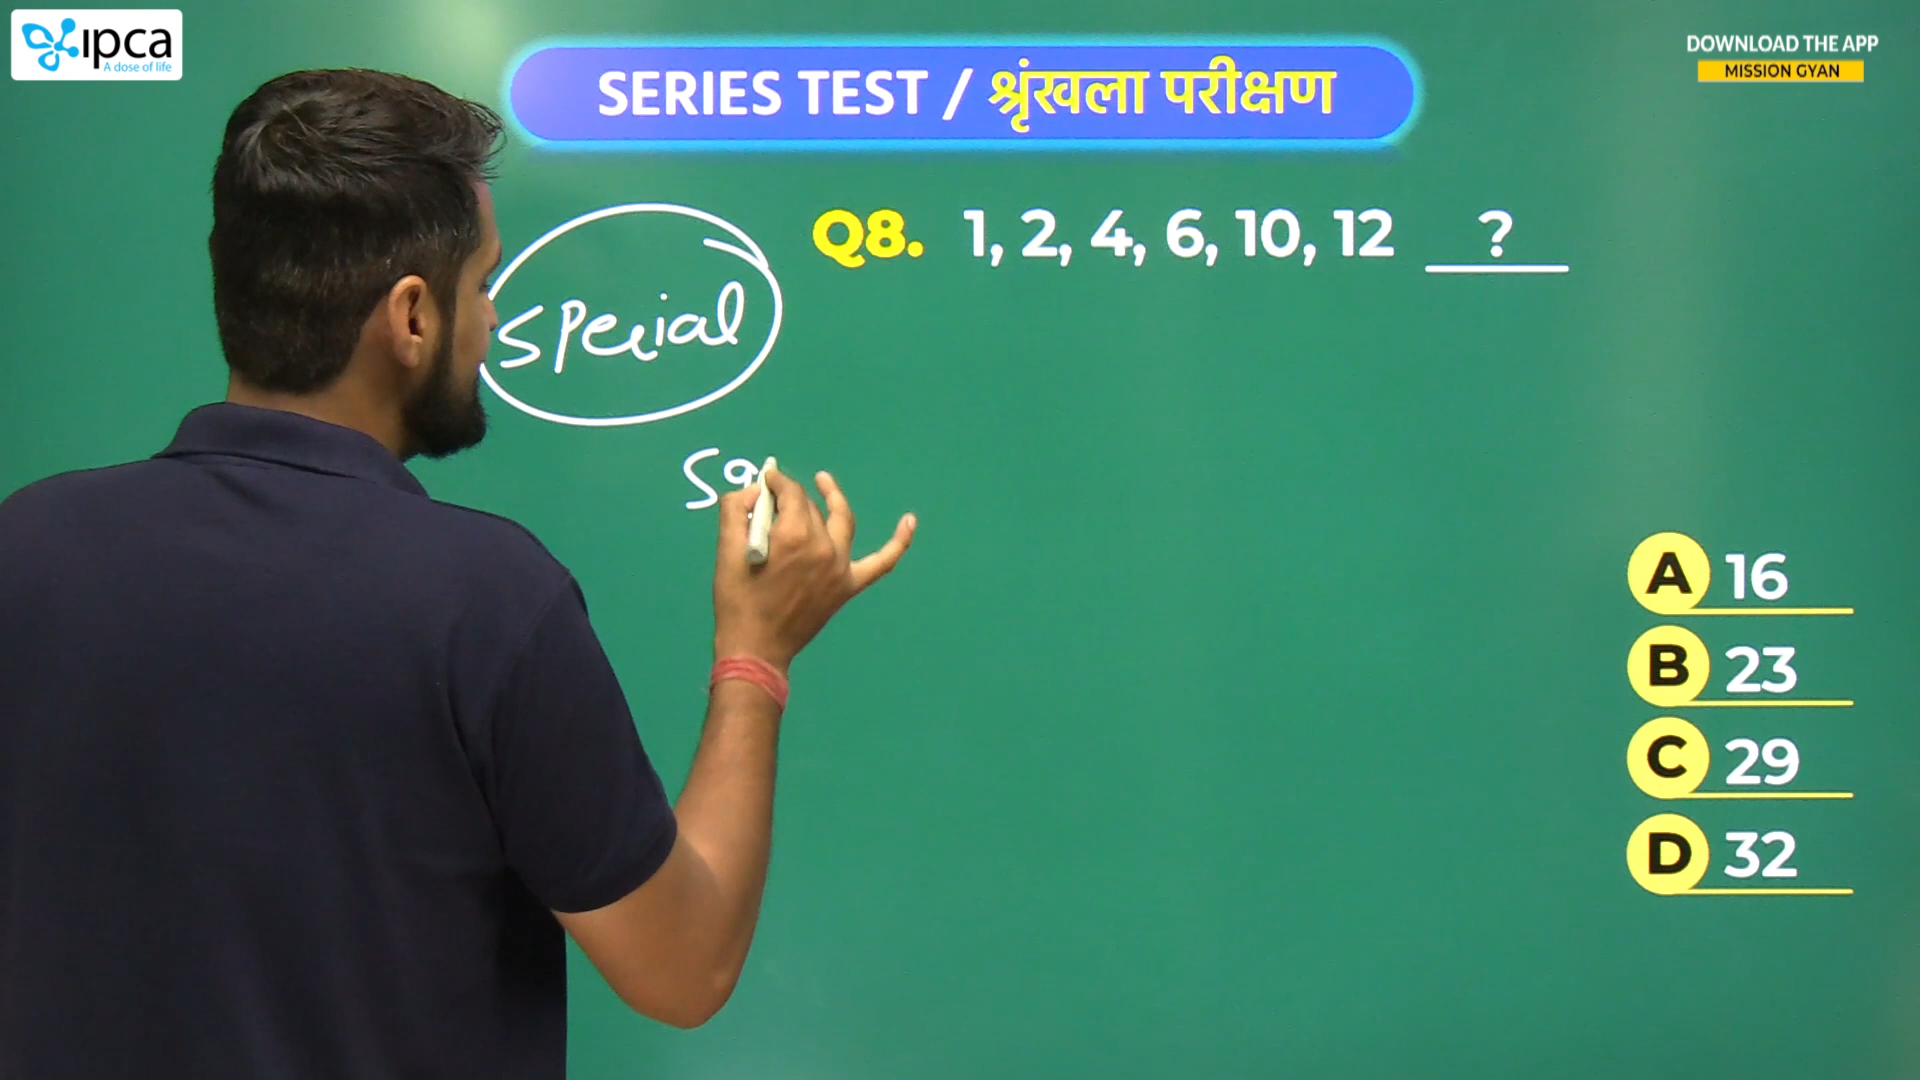 ipca
A dose of life
SERIES TEST / श्रृंखला परीक्षण
DOWNLOAD THE APP
MISSION GYAN
Q8. 1, 2, 4, 6, 10, 12 ?
special
Sq
A 16
B 23
C 29
D 32